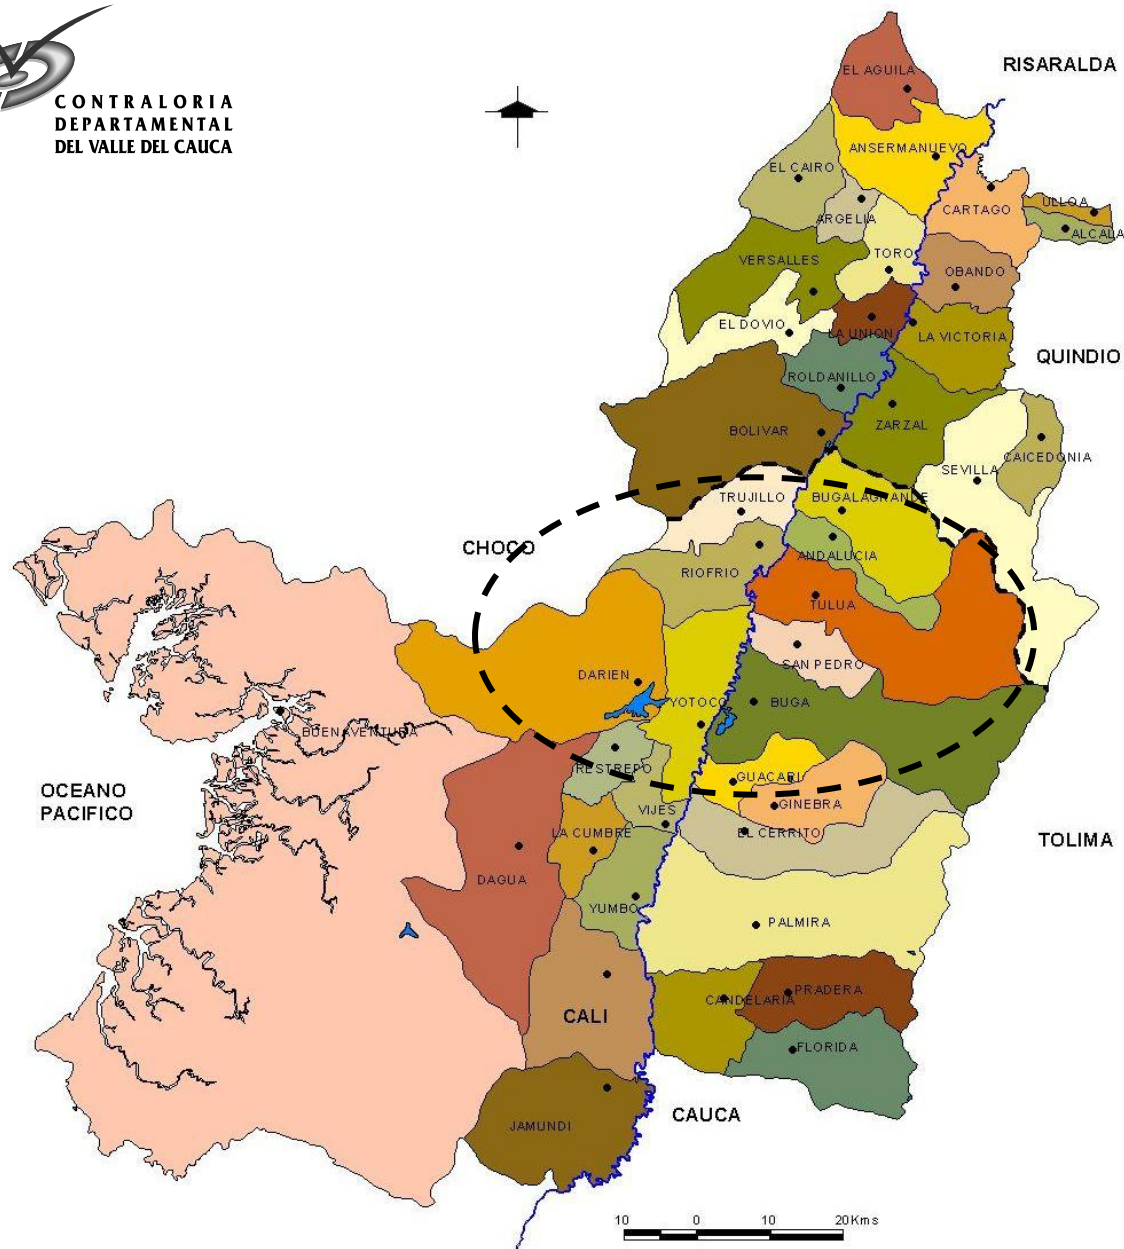 CONTRALORIA
DEPARTAMENTAL
DEL VALLE DEL CAUCA
RISARALDA
EL AGUILA
ANSERMANUEVO
EL CAIRO
ULLOA
CARTAGO
ARGELIA
ALCALA
TORO
VERSALLES
OBANDO
EL DOVIO
LA UNION
LA VICTORIA
QUINDIO
ROLDANILLO
ZARZAL
BOLIVAR
CAICEDONIA
SEVILLA
TRUJILLO
BUGALAGRANDE
CHOCO
ANDALUCIA
RIOFRIO
TULUA
SAN PEDRO
DARIEN
YOTOCO
BUGA
BUENAVENTURA
RESTREPO
GUACARI
OCEANO
PACIFICO
GINEBRA
VIJES
LA CUMBRE
EL CERRITO
TOLIMA
DAGUA
YUMBO
PALMIRA
PRADERA
CANDELARIA
CALI
FLORIDA
CAUCA
JAMUNDI
10 0 10 20Kms